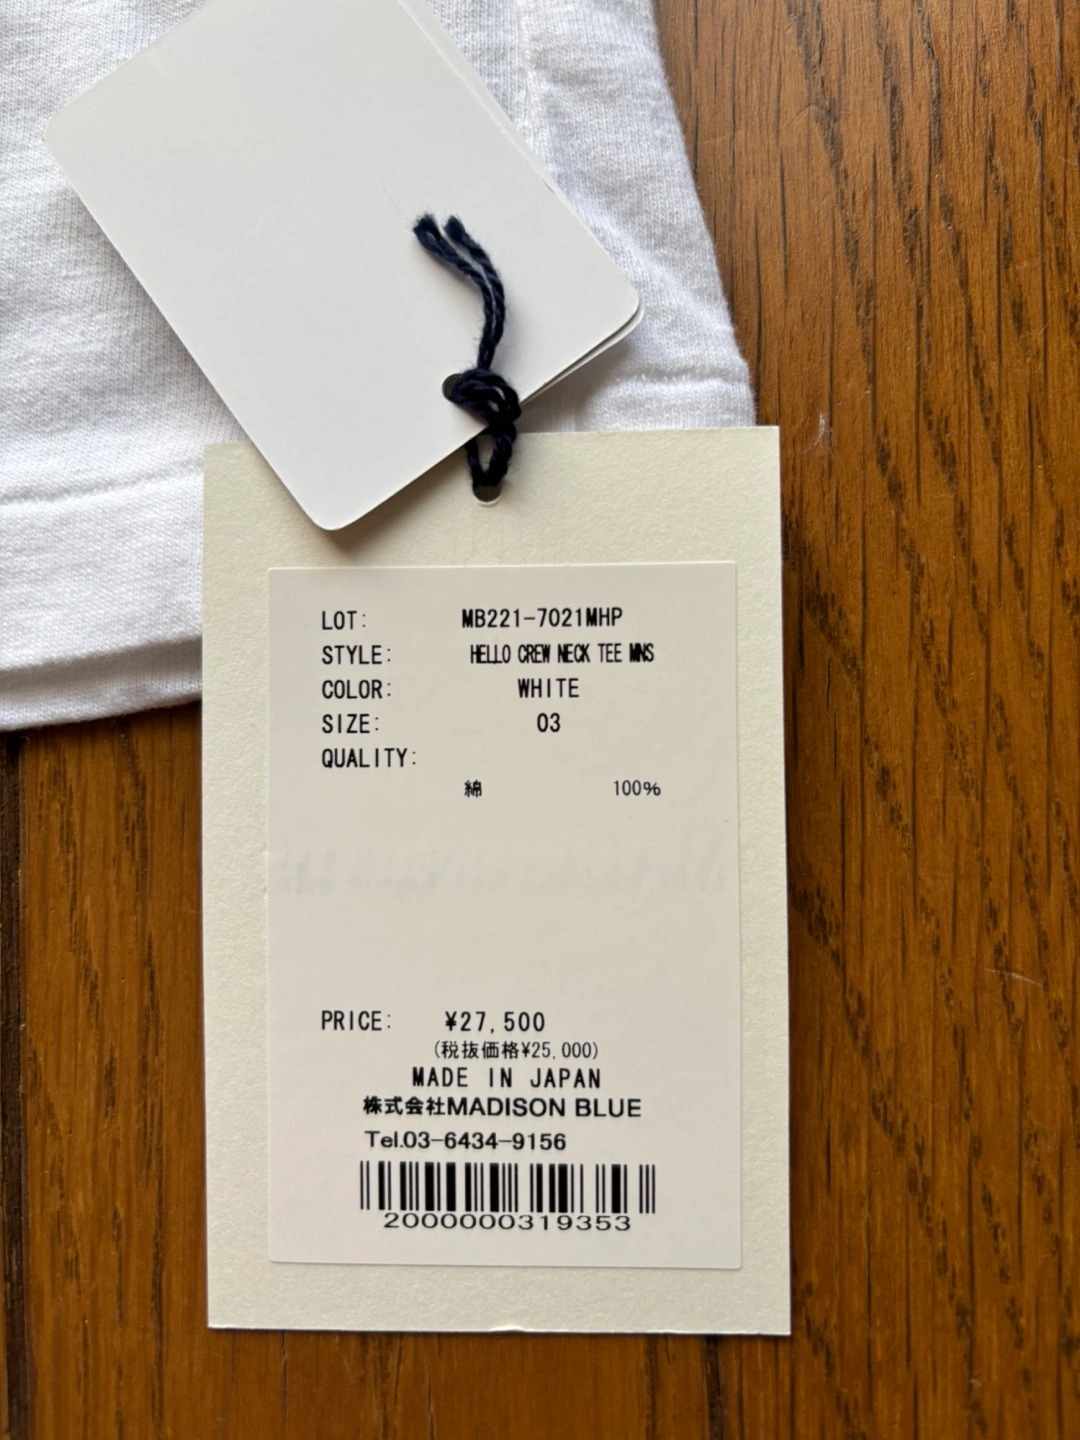 LOT: MB221-7021MHP
STYLE: HELLO CREW NECK TEE MNS
COLOR: WHITE
SIZE: 03
QUALITY:
綿 100%
PRICE: ¥27,500
(税抜価格¥25,000)
MADE IN JAPAN
株式会社MADISON BLUE
Tel.03-6434-9156
2000000319353